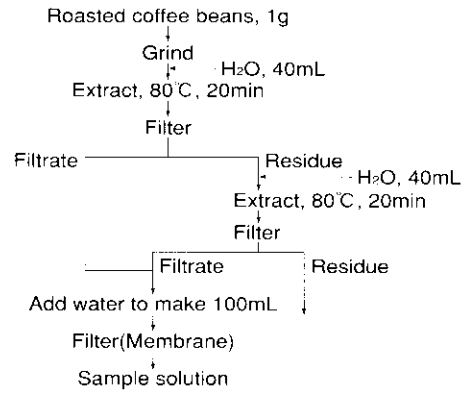 Roasted coffee beans, 1g
Grind
H₂O, 40mL
Extract, 80℃, 20min
Filter
Filtrate
Residue
H₂O, 40mL
Extract, 80℃, 20min
Filter
Filtrate
Residue
Add water to make 100mL
Filter(Membrane)
Sample solution